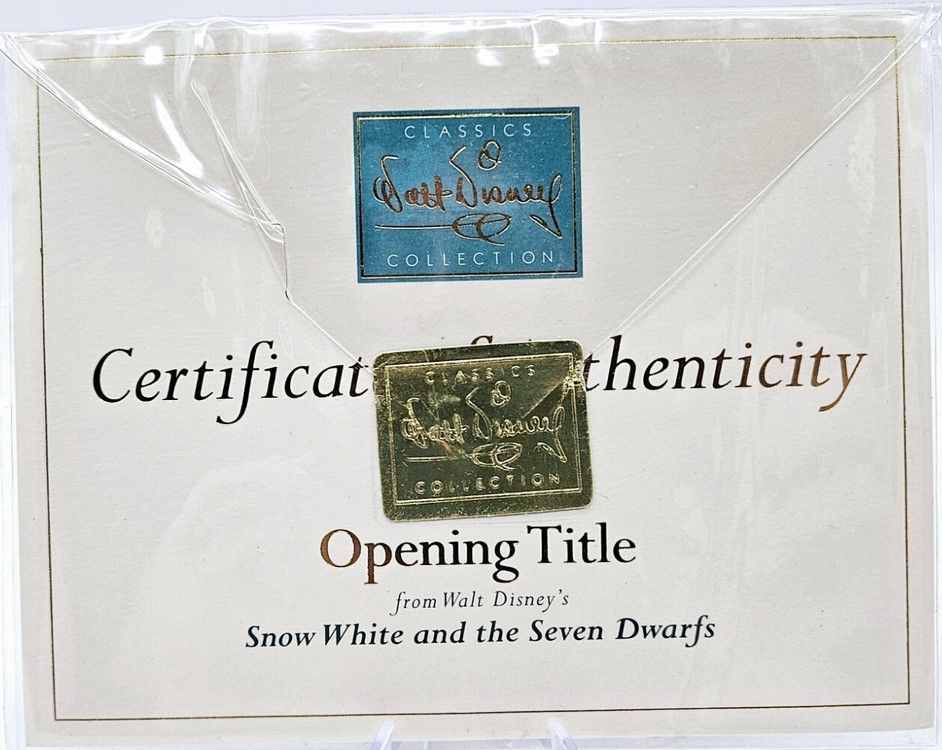 CLASSICS
Walt Disney
COLLECTION
Certificat thenticity
CLASSICS
Walt Disney
COLLECTION
Opening Title
from Walt Disney's
Snow White and the Seven Dwarfs